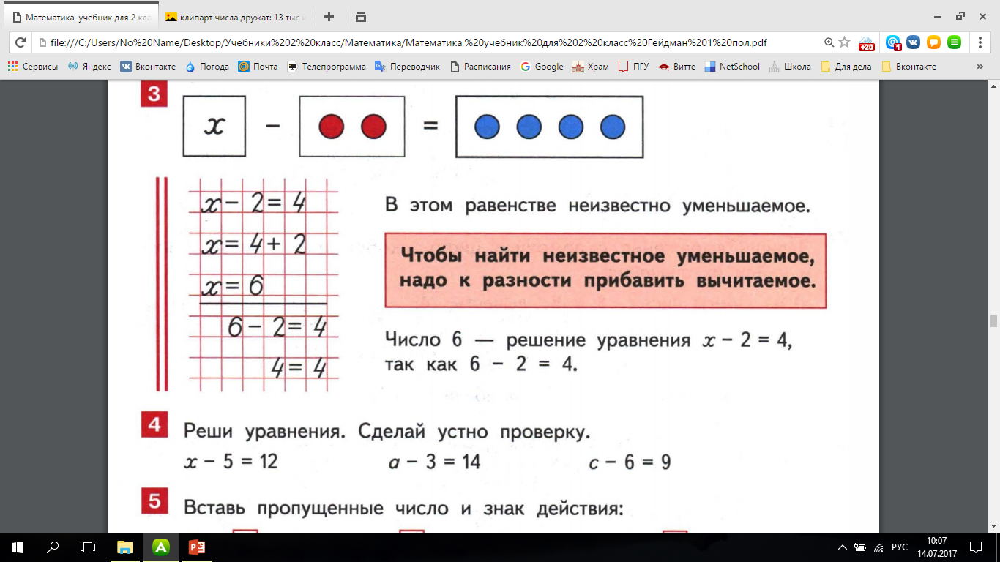 Математика, учебник для 2 кла
клипарт числа дружат: 13 тыс и
file:///C:/Users/No%20Name/Desktop/Учебники%202%20класс/Математика/Математика,%20учебник%20для%202%20класс%20Гейдман%201%20пол.pdf
+20
1
Сервисы Яндекс Вконтакте Погода Почта Телепрограмма Переводчик Расписания Google Храм ПГУ Витте NetSchool Школа Для дела Вконтакте »
3
x − =
x − 2 = 4
x = 4 + 2
x = 6
6 − 2 = 4
4 = 4
В этом равенстве неизвестно уменьшаемое.
Чтобы найти неизвестное уменьшаемое,
надо к разности прибавить вычитаемое.
Число 6 — решение уравнения x − 2 = 4,
так как 6 − 2 = 4.
4 Реши уравнения. Сделай устно проверку.
x − 5 = 12 a − 3 = 14 c − 6 = 9
5 Вставь пропущенные число и знак действия:
РУС
10:07
14.07.2017